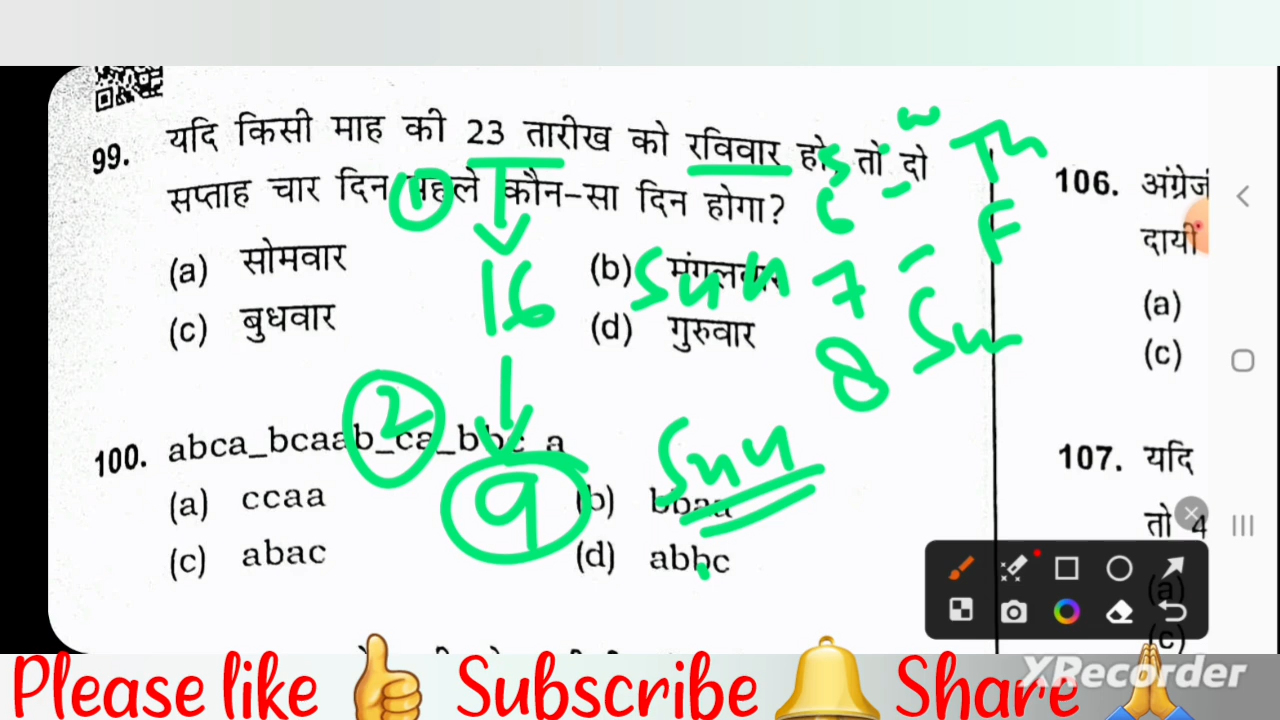 99. यदि किसी माह की 23 तारीख को रविवार हो, तो दो
सप्ताह चार दिन पहले कौन-सा दिन होगा?
(a) सोमवार (b) मंगलवार
(c) बुधवार (d) गुरुवार
100. abca_bcaab_ca_bbc_a
(a) ccaa (b) bbaa
(c) abac (d) abbc
106. अंग्रेज
दायीं
(a)
(c)
107. यदि
तो 4
(a)
(c)
1
16
2
9
Sun
Sun
5
6
7
8
Th
F
Sun
Please like Subscribe Share
XRecorder